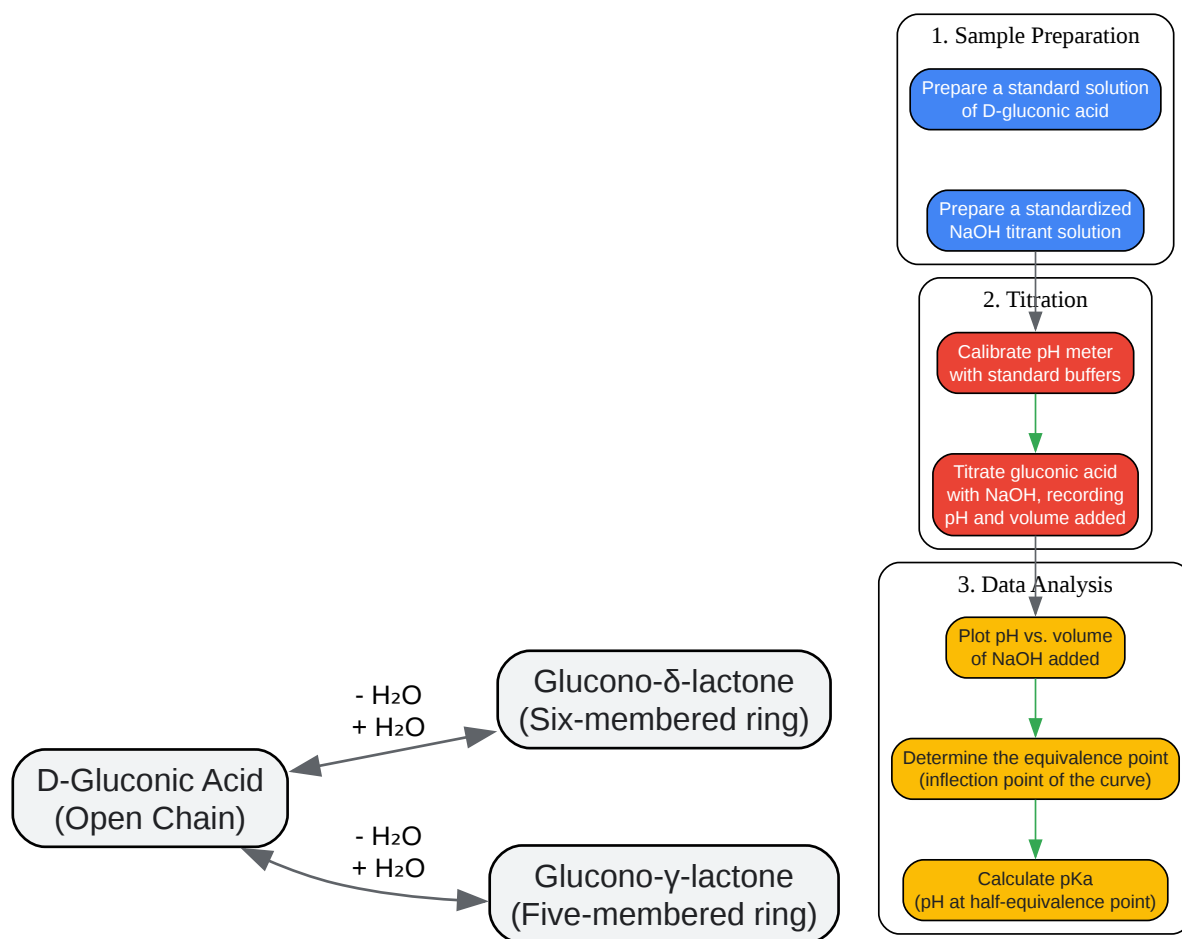 1. Sample Preparation
Prepare a standard solution
of D-gluconic acid
Prepare a standardized
NaOH titrant solution
2. Titration
Calibrate pH meter
with standard buffers
Titrate gluconic acid
with NaOH, recording
pH and volume added
3. Data Analysis
Plot pH vs. volume
of NaOH added
Determine the equivalence point
(inflection point of the curve)
Calculate pKa
(pH at half-equivalence point)
D-Gluconic Acid
(Open Chain)
- H₂O
+ H₂O
Glucono-δ-lactone
(Six-membered ring)
- H₂O
+ H₂O
Glucono-γ-lactone
(Five-membered ring)